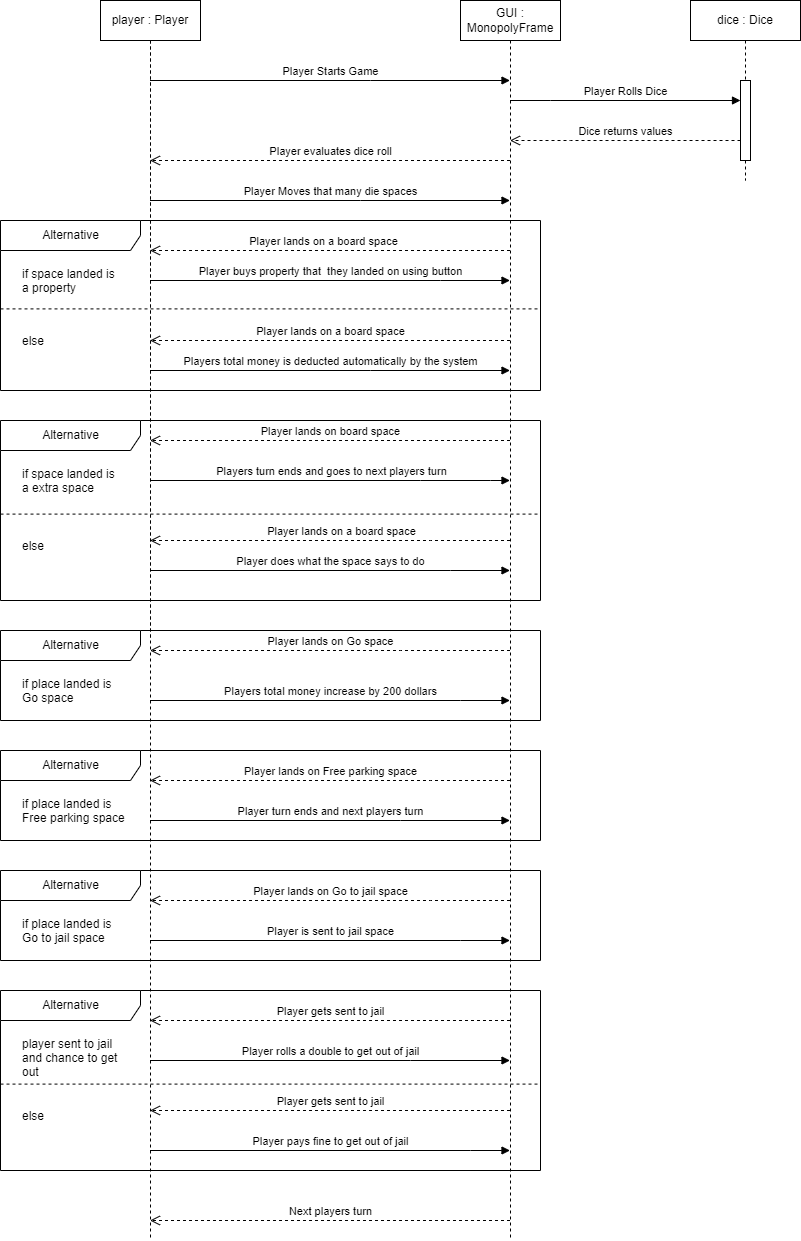 player : Player
GUI :
MonopolyFrame
dice : Dice
Player Starts Game
Player Rolls Dice
Dice returns values
Player evaluates dice roll
Player Moves that many die spaces
Alternative
Player lands on a board space
if space landed is
a property
Player buys property that  they landed on using button
else
Player lands on a board space
Players total money is deducted automatically by the system
Alternative
Player lands on board space
if space landed is
a extra space
Players turn ends and goes to next players turn
else
Player lands on a board space
Player does what the space says to do
Alternative
Player lands on Go space
if place landed is
Go space
Players total money increase by 200 dollars
Alternative
Player lands on Free parking space
if place landed is
Free parking space
Player turn ends and next players turn
Alternative
Player lands on Go to jail space
if place landed is
Go to jail space
Player is sent to jail space
Alternative
Player gets sent to jail
player sent to jail
and chance to get
out
Player rolls a double to get out of jail
else
Player gets sent to jail
Player pays fine to get out of jail
Next players turn